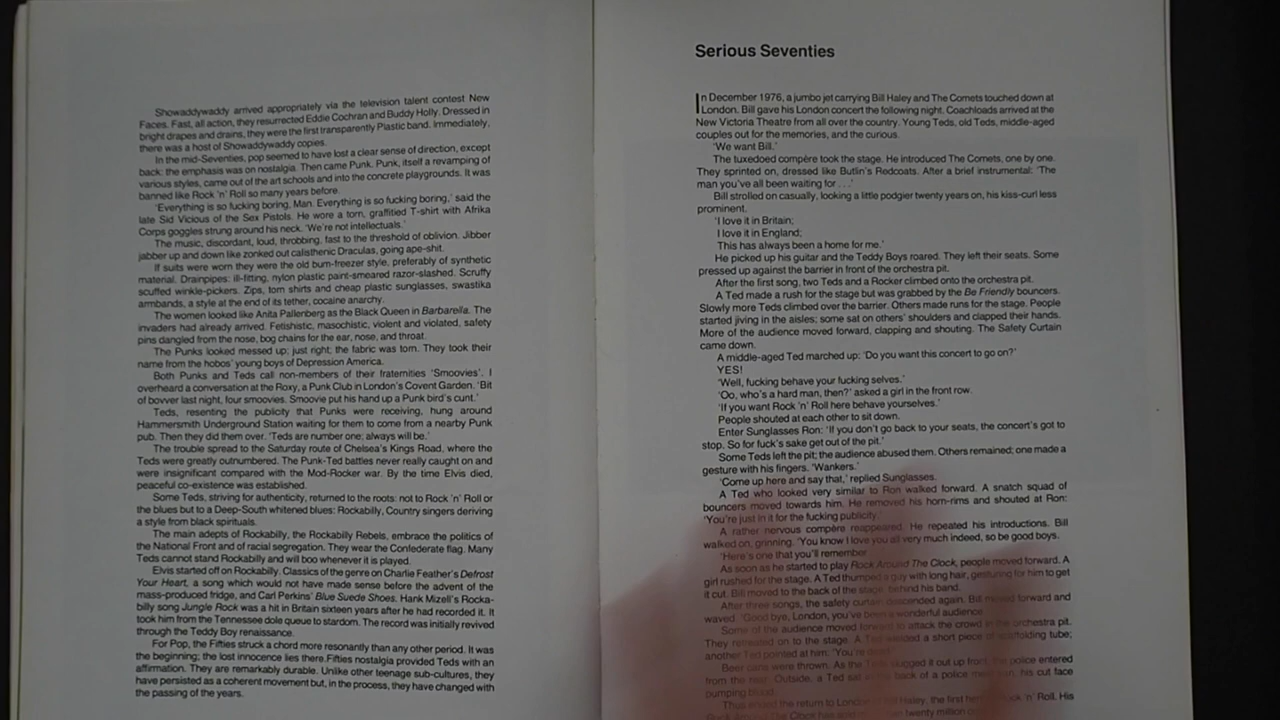 Showaddywaddy arrived appropriately via the television talent contest New
Faces. Fast, all action, they resurrected Eddie Cochran and Buddy Holly. Dressed in
bright drapes and drains, they were the first transparently Plastic band. Immediately,
there was a host of Showaddywaddy copies.
In the mid-Seventies, pop seemed to have lost a clear sense of direction, except
back: the emphasis was on nostalgia. Then came Punk. Punk, itself a revamping of
various styles, came out of the art schools and into the concrete playgrounds. It was
banned like Rock 'n' Roll so many years before.
'Everything is so fucking boring, Man. Everything is so fucking boring,' said the
late Sid Vicious of the Sex Pistols. He wore a torn, graffitied T-shirt with Afrika
Corps goggles strung around his neck. 'We're not intellectuals.'
The music, discordant, loud, throbbing, fast to the threshold of oblivion. Jibber
jabber up and down like zonked out calisthenic Draculas, going ape-shit.
If suits were worn they were the old bum-freezer style, preferably of synthetic
material. Drainpipes: ill-fitting, nylon plastic paint-smeared razor-slashed. Scruffy
scuffed winkle-pickers. Zips, torn shirts and cheap plastic sunglasses, swastika
armbands, a style at the end of its tether, cocaine anarchy.
The women looked like Anita Pallenberg as the Black Queen in Barbarella. The
invaders had already arrived. Fetishistic, masochistic, violent and violated, safety
pins dangled from the nose, bog chains for the ear, nose, and throat.
The Punks looked messed up; just right, the fabric was torn. They took their
name from the hobos' young boys of Depression America.
Both Punks and Teds call non-members of their fraternities 'Smoovies'. I
overheard a conversation at the Roxy, a Punk Club in London's Covent Garden. 'Bit
of bovver last night, four smoovies. Smoovie put his hand up a Punk bird's cunt.'
Teds, resenting the publicity that Punks were receiving, hung around
Hammersmith Underground Station waiting for them to come from a nearby Punk
pub. Then they did them over. 'Teds are number one; always will be.'
The trouble spread to the Saturday route of Chelsea's Kings Road, where the
Teds were greatly outnumbered. The Punk-Ted battles never really caught on and
were insignificant compared with the Mod-Rocker war. By the time Elvis died,
peaceful co-existence was established.
Some Teds, striving for authenticity, returned to the roots: not to Rock 'n' Roll or
the blues but to a Deep-South whitened blues: Rockabilly, Country singers deriving
a style from black spirituals.
The main adepts of Rockabilly, the Rockabilly Rebels, embrace the politics of
the National Front and of racial segregation. They wear the Confederate flag. Many
Teds cannot stand Rockabilly and will boo whenever it is played.
Elvis started off on Rockabilly. Classics of the genre on Charlie Feather's Defrost
Your Heart, a song which would not have made sense before the advent of the
mass-produced fridge, and Carl Perkins' Blue Suede Shoes. Hank Mizell's Rocka-
billy song Jungle Rock was a hit in Britain sixteen years after he had recorded it. It
took him from the Tennessee dole queue to stardom. The record was initially revived
through the Teddy Boy renaissance.
For Pop, the Fifties struck a chord more resonantly than any other period. It was
the beginning; the lost innocence lies there.Fifties nostalgia provided Teds with an
affirmation. They are remarkably durable. Unlike other teenage sub-cultures, they
have persisted as a coherent movement but, in the process, they have changed with
the passing of the years.
Serious Seventies
In December 1976, a jumbo jet carrying Bill Haley and The Comets touched down at
London. Bill gave his London concert the following night. Coachloads arrived at the
New Victoria Theatre from all over the country. Young Teds, old Teds, middle-aged
couples out for the memories, and the curious.
'We want Bill.'
The tuxedoed compère took the stage. He introduced The Comets, one by one.
They sprinted on, dressed like Butlin's Redcoats. After a brief instrumental: 'The
man you've all been waiting for . . .'
Bill strolled on casually, looking a little podgier twenty years on, his kiss-curl less
prominent.
'I love it in Britain;
I love it in England;
This has always been a home for me.'
He picked up his guitar and the Teddy Boys roared. They left their seats. Some
pressed up against the barrier in front of the orchestra pit.
After the first song, two Teds and a Rocker climbed onto the orchestra pit.
A Ted made a rush for the stage but was grabbed by the Be Friendly bouncers.
Slowly more Teds climbed over the barrier. Others made runs for the stage. People
started jiving in the aisles; some sat on others' shoulders and clapped their hands.
More of the audience moved forward, clapping and shouting. The Safety Curtain
came down.
A middle-aged Ted marched up: 'Do you want this concert to go on?'
YES!
'Well, fucking behave your fucking selves.'
'Oo, who's a hard man, then?' asked a girl in the front row.
'If you want Rock 'n' Roll here behave yourselves.'
People shouted at each other to sit down.
Enter Sunglasses Ron: 'If you don't go back to your seats, the concert's got to
stop. So for fuck's sake get out of the pit.'
Some Teds left the pit; the audience abused them. Others remained; one made a
gesture with his fingers. 'Wankers.'
'Come up here and say that,' replied Sunglasses.
A Ted who looked very similar to Ron walked forward. A snatch squad of
bouncers moved towards him. He removed his horn-rims and shouted at Ron:
'You're just in it for the fucking publicity.'
A rather nervous compère reappeared. He repeated his introductions. Bill
walked on, grinning. 'You know I love you all very much indeed, so be good boys.
'Here's one that you'll remember.
As soon as he started to play Rock Around The Clock, people moved forward. A
girl rushed for the stage. A Ted thumped a guy with long hair, gesturing for him to get
it cut. Bill moved to the back of the stage, behind his band.
After three songs, the safety curtain descended again. Bill moved forward and
waved. 'Good bye, London, you've been a wonderful audience
Some of the audience moved forward to attack the crowd in the orchestra pit.
They retreated on to the stage. A Ted wielded a short piece of scaffolding tube;
another Ted pointed at him: 'You're dead.'
Beer cans were thrown. As the Teds slugged it out up front, the police entered
from the rear. Outside, a Ted sat in the back of a police van, his cut face
pumping blood.
Thus ended the return to London of Bill Haley, the first hero of Rock 'n' Roll. His
Rock Around The Clock has sold twenty million